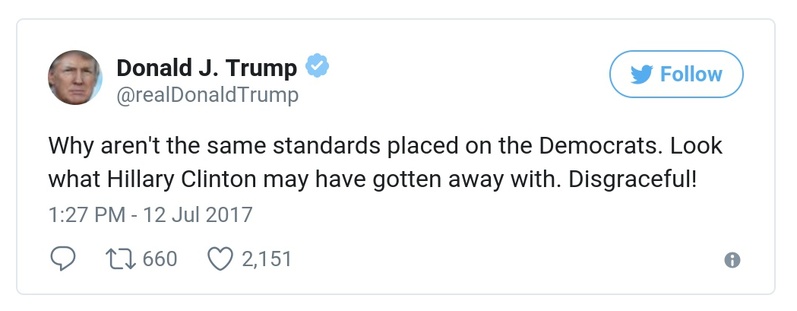 Donald J. Trump
@realDonaldTrump
Follow
Why aren't the same standards placed on the Democrats. Look
what Hillary Clinton may have gotten away with. Disgraceful!
1:27 PM - 12 Jul 2017
660 2,151